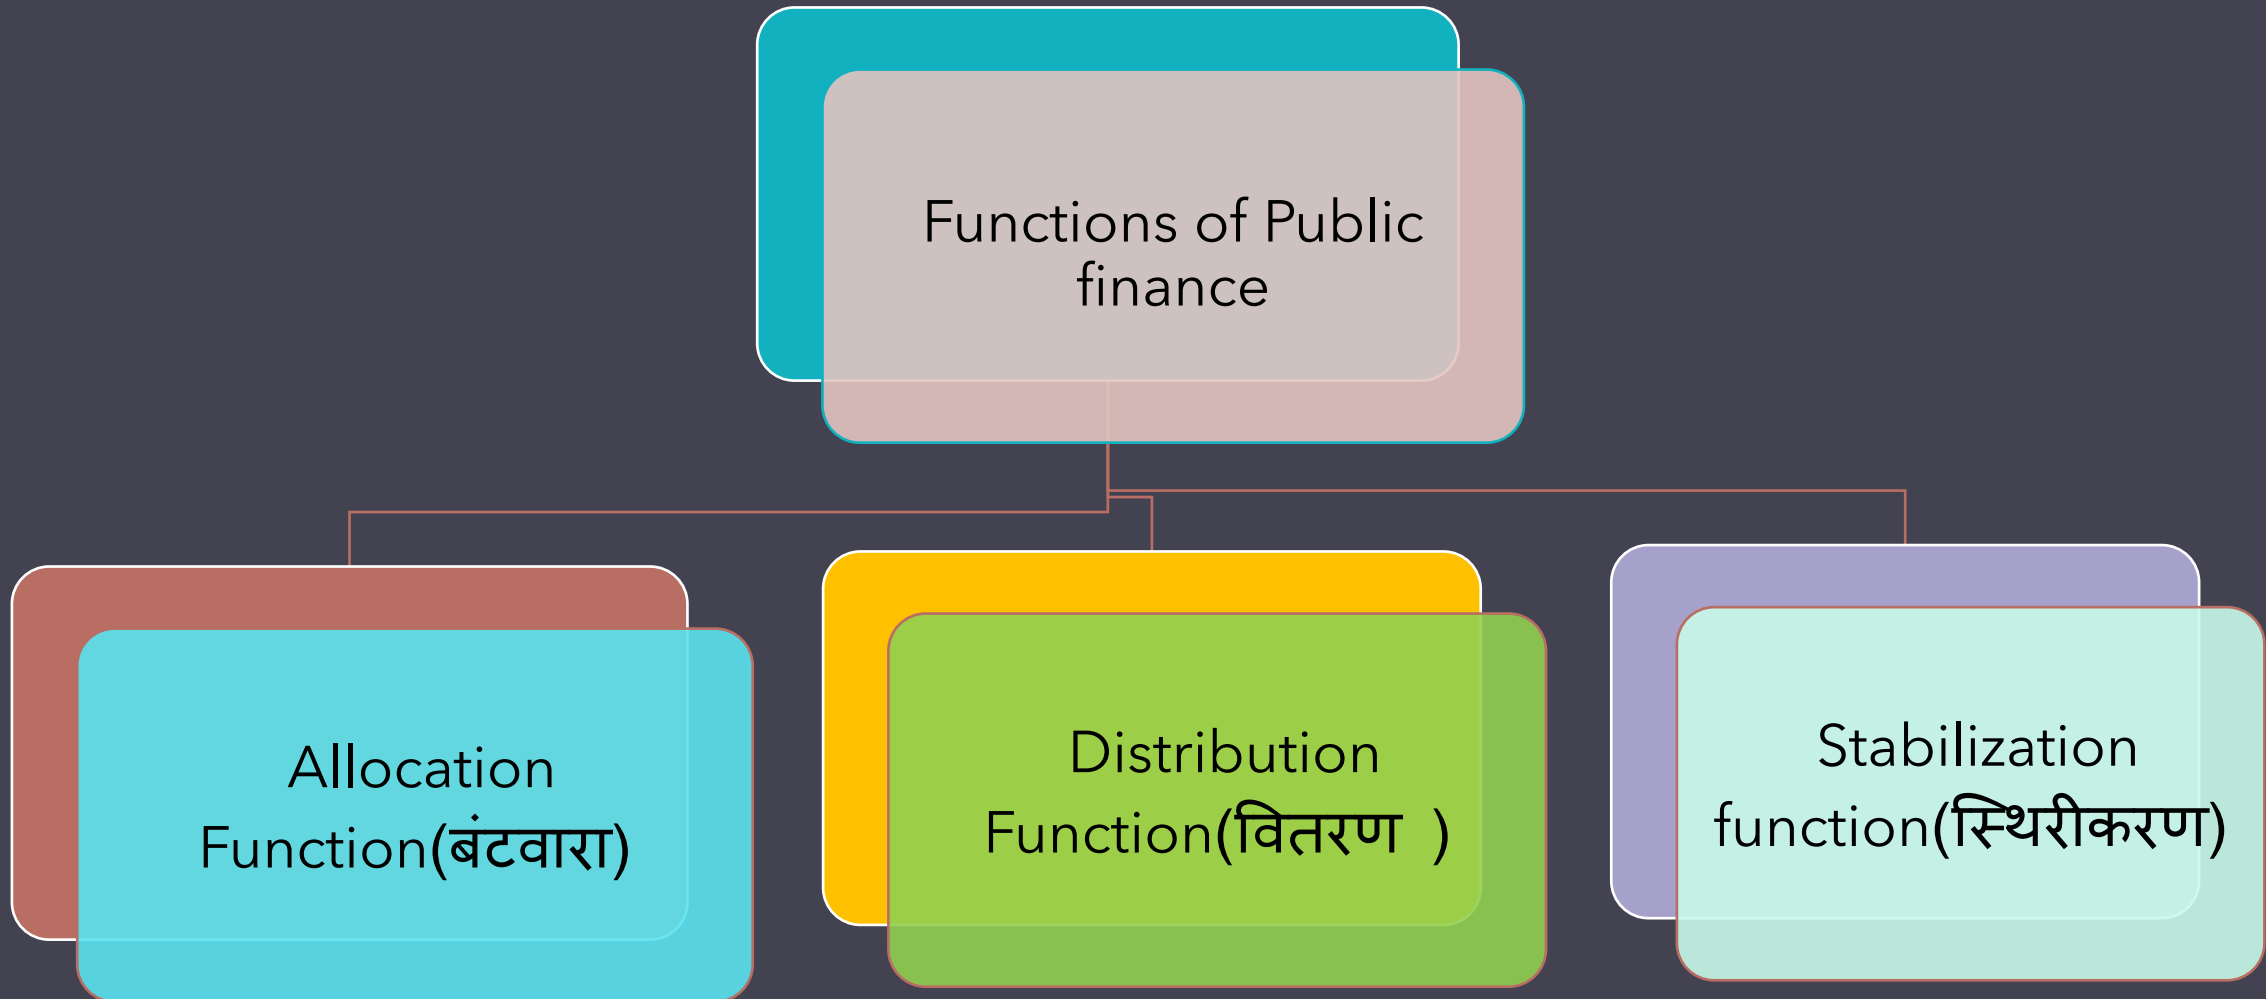 Functions of Public
finance
Allocation
Function(बंटवारा)
Distribution
Function(वितरण )
Stabilization
function(स्थिरीकरण)